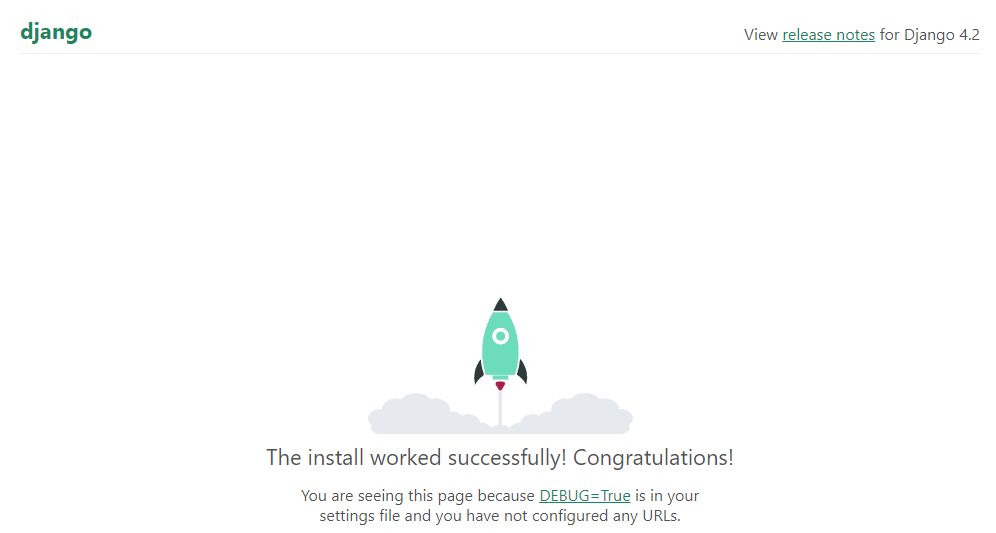 django
View release notes for Django 4.2
The install worked successfully! Congratulations!
You are seeing this page because DEBUG=True is in your
settings file and you have not configured any URLs.